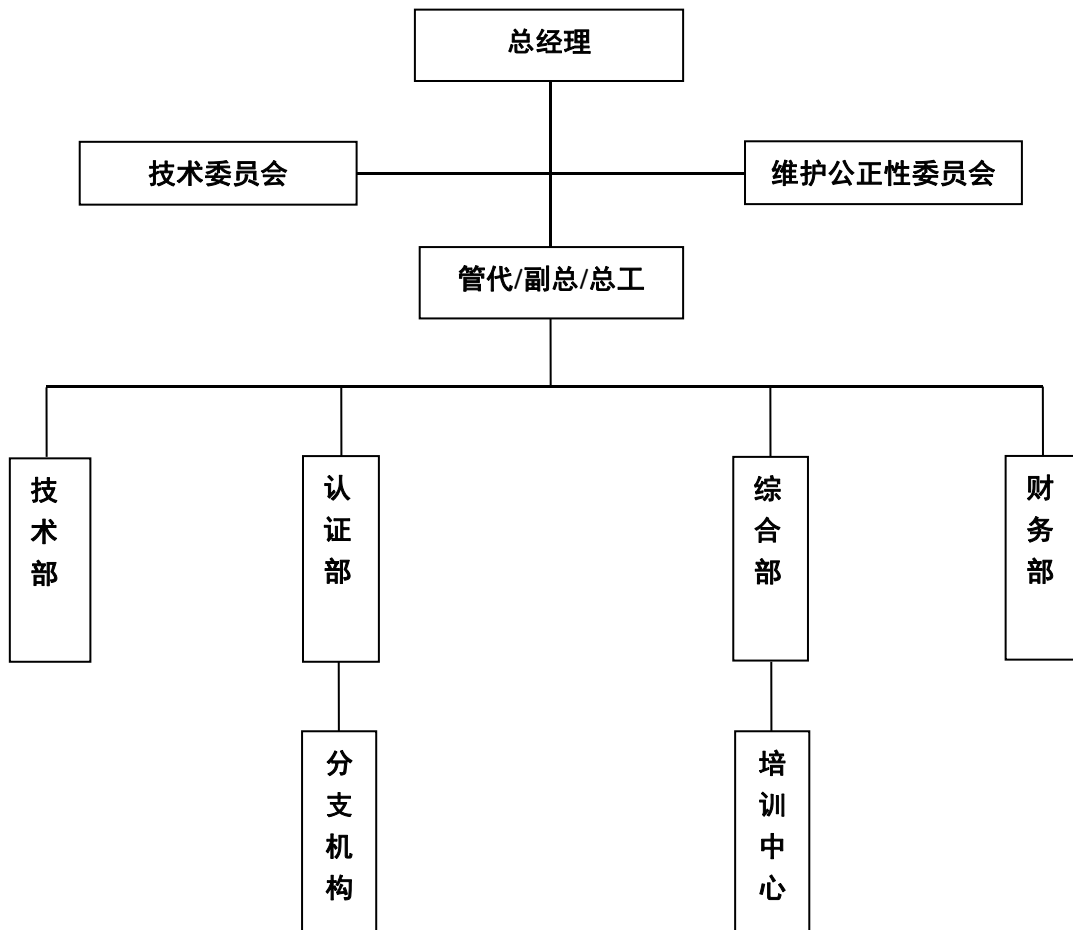 总经理
技术委员会
维护公正性委员会
管代/副总/总工
技术部
认证部
综合部
财务部
分支机构
培训中心